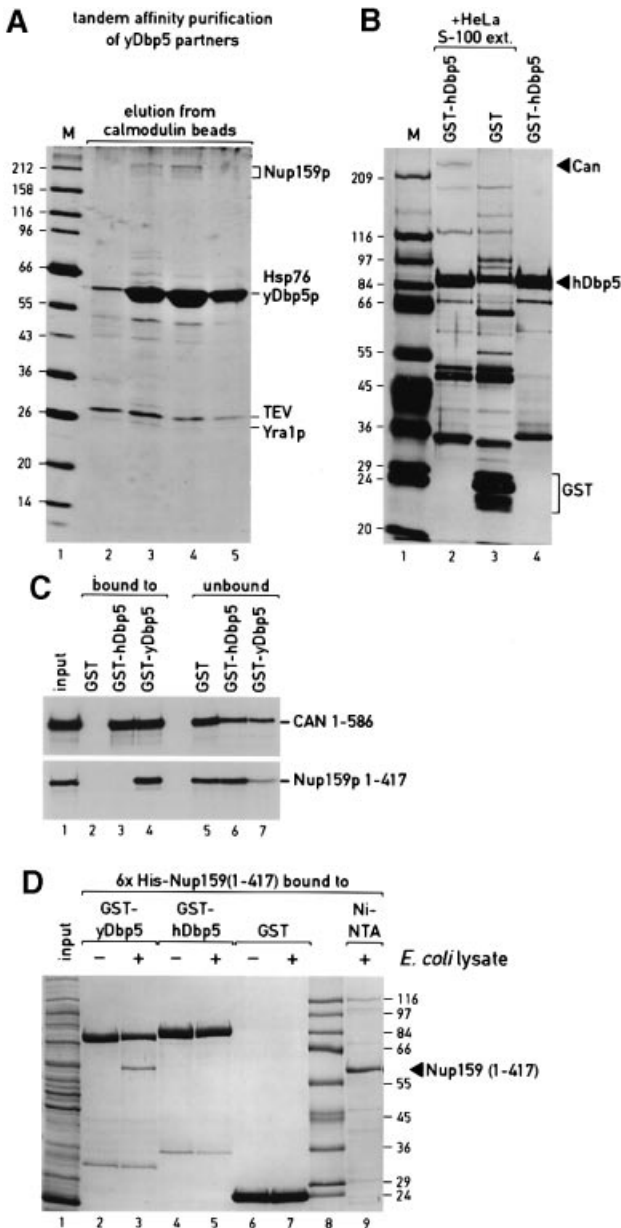 A
tandem affinity purification
of yDbp5 partners
elution from
calmodulin beads
M
212
158
116
96
66
55
43
36
26
20
14
Nup159p
Hsp76
yDbp5p
TEV
Yra1p
1 2 3 4 5
B
+HeLa
S-100 ext.
M
GST-hDbp5
GST
GST-hDbp5
209
116
97
84
66
55
45
36
29
24
20
Can
hDbp5
GST
1 2 3 4
C
bound to
unbound
input
GST
GST-hDbp5
GST-yDbp5
GST
GST-hDbp5
GST-yDbp5
CAN 1-586
Nup159p 1-417
1 2 3 4 5 6 7
D
6x His-Nup159(1-417) bound to
input
GST-
yDbp5
GST-
hDbp5
GST
Ni-
NTA
− + − + − + +
E. coli lysate
116
97
84
66
55
45
36
29
24
Nup159 (1-417)
1 2 3 4 5 6 7 8 9